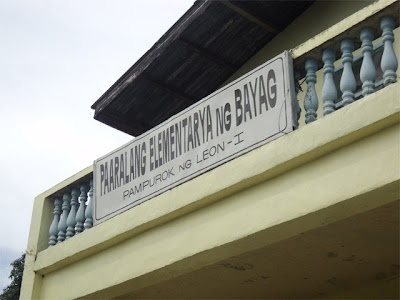 PAARALANG ELEMENTARYA NG BAYAG
PAMPUROK NG LEON-I